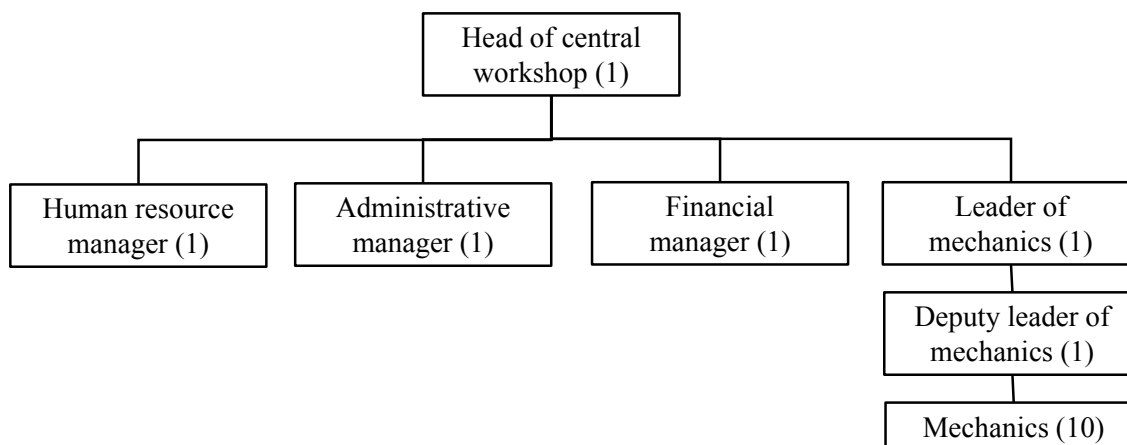 Head of central
workshop (1)
Human resource
manager (1)
Administrative
manager (1)
Financial
manager (1)
Leader of
mechanics (1)
Deputy leader of
mechanics (1)
Mechanics (10)